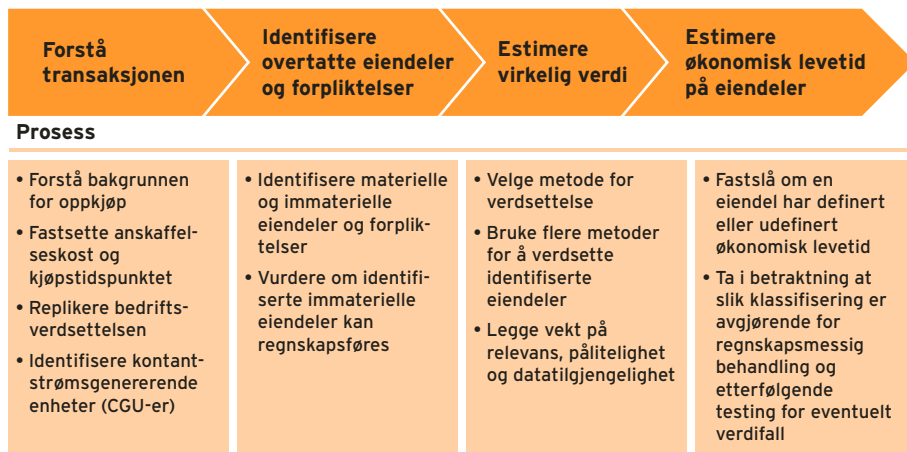 Forstå
transaksjonen
Identifisere
overtatte eiendeler
og forpliktelser
Estimere
virkelig verdi
Estimere
økonomisk levetid
på eiendeler
Prosess
• Forstå bakgrunnen
for oppkjøp
• Fastsette anskaffel-
seskost og
kjøpstidspunktet
• Replikere bedrifts-
verdsettelsen
• Identifisere kontant-
strømsgenererende
enheter (CGU-er)
• Identifisere materielle
og immaterielle
eiendeler og forplik-
telser
• Vurdere om identifi-
serte immaterielle
eiendeler kan
regnskapsføres
• Velge metode for
verdsettelse
• Bruke flere metoder
for å verdsette
identifiserte
eiendeler
• Legge vekt på
relevans, pålitelighet
og datatilgjengelighet
• Fastslå om en
eiendel har definert
eller udefinert
økonomisk levetid
• Ta i betraktning at
slik klassifisering er
avgjørende for
regnskapsmessig
behandling og
etterfølgende
testing for eventuelt
verdifall